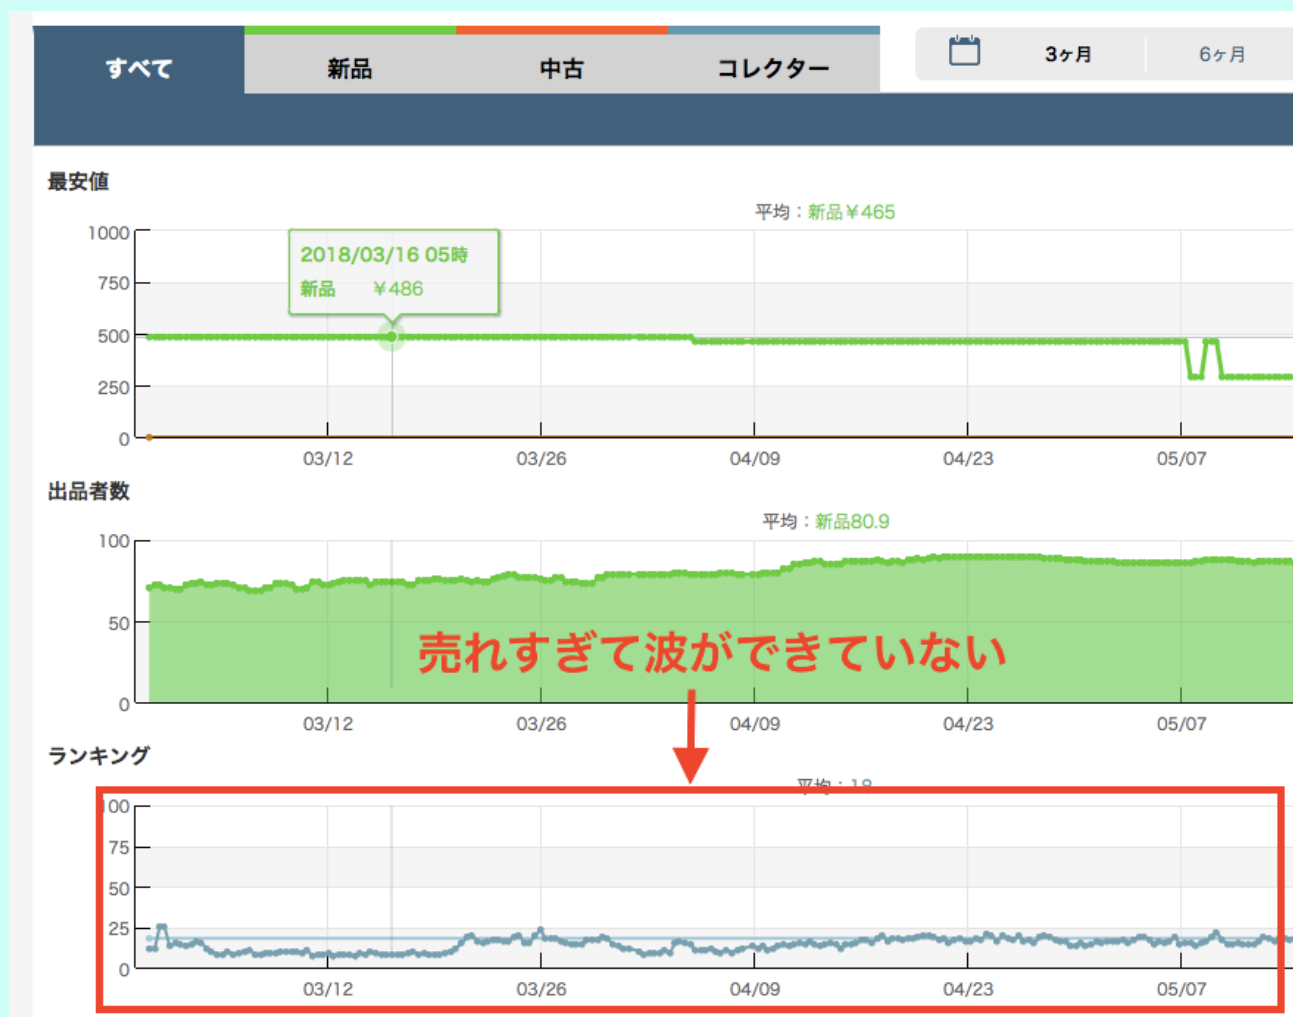 すべて 新品 中古 コレクター 3ヶ月 6ヶ月
最安値
平均：新品￥465
2018/03/16 05時
新品 ￥486
1000
750
500
250
0
03/12 03/26 04/09 04/23 05/07
出品者数
平均：新品80.9
100
50
0
売れすぎて波ができていない
03/12 03/26 04/09 04/23 05/07
ランキング
平均：18
100
75
50
25
0
03/12 03/26 04/09 04/23 05/07